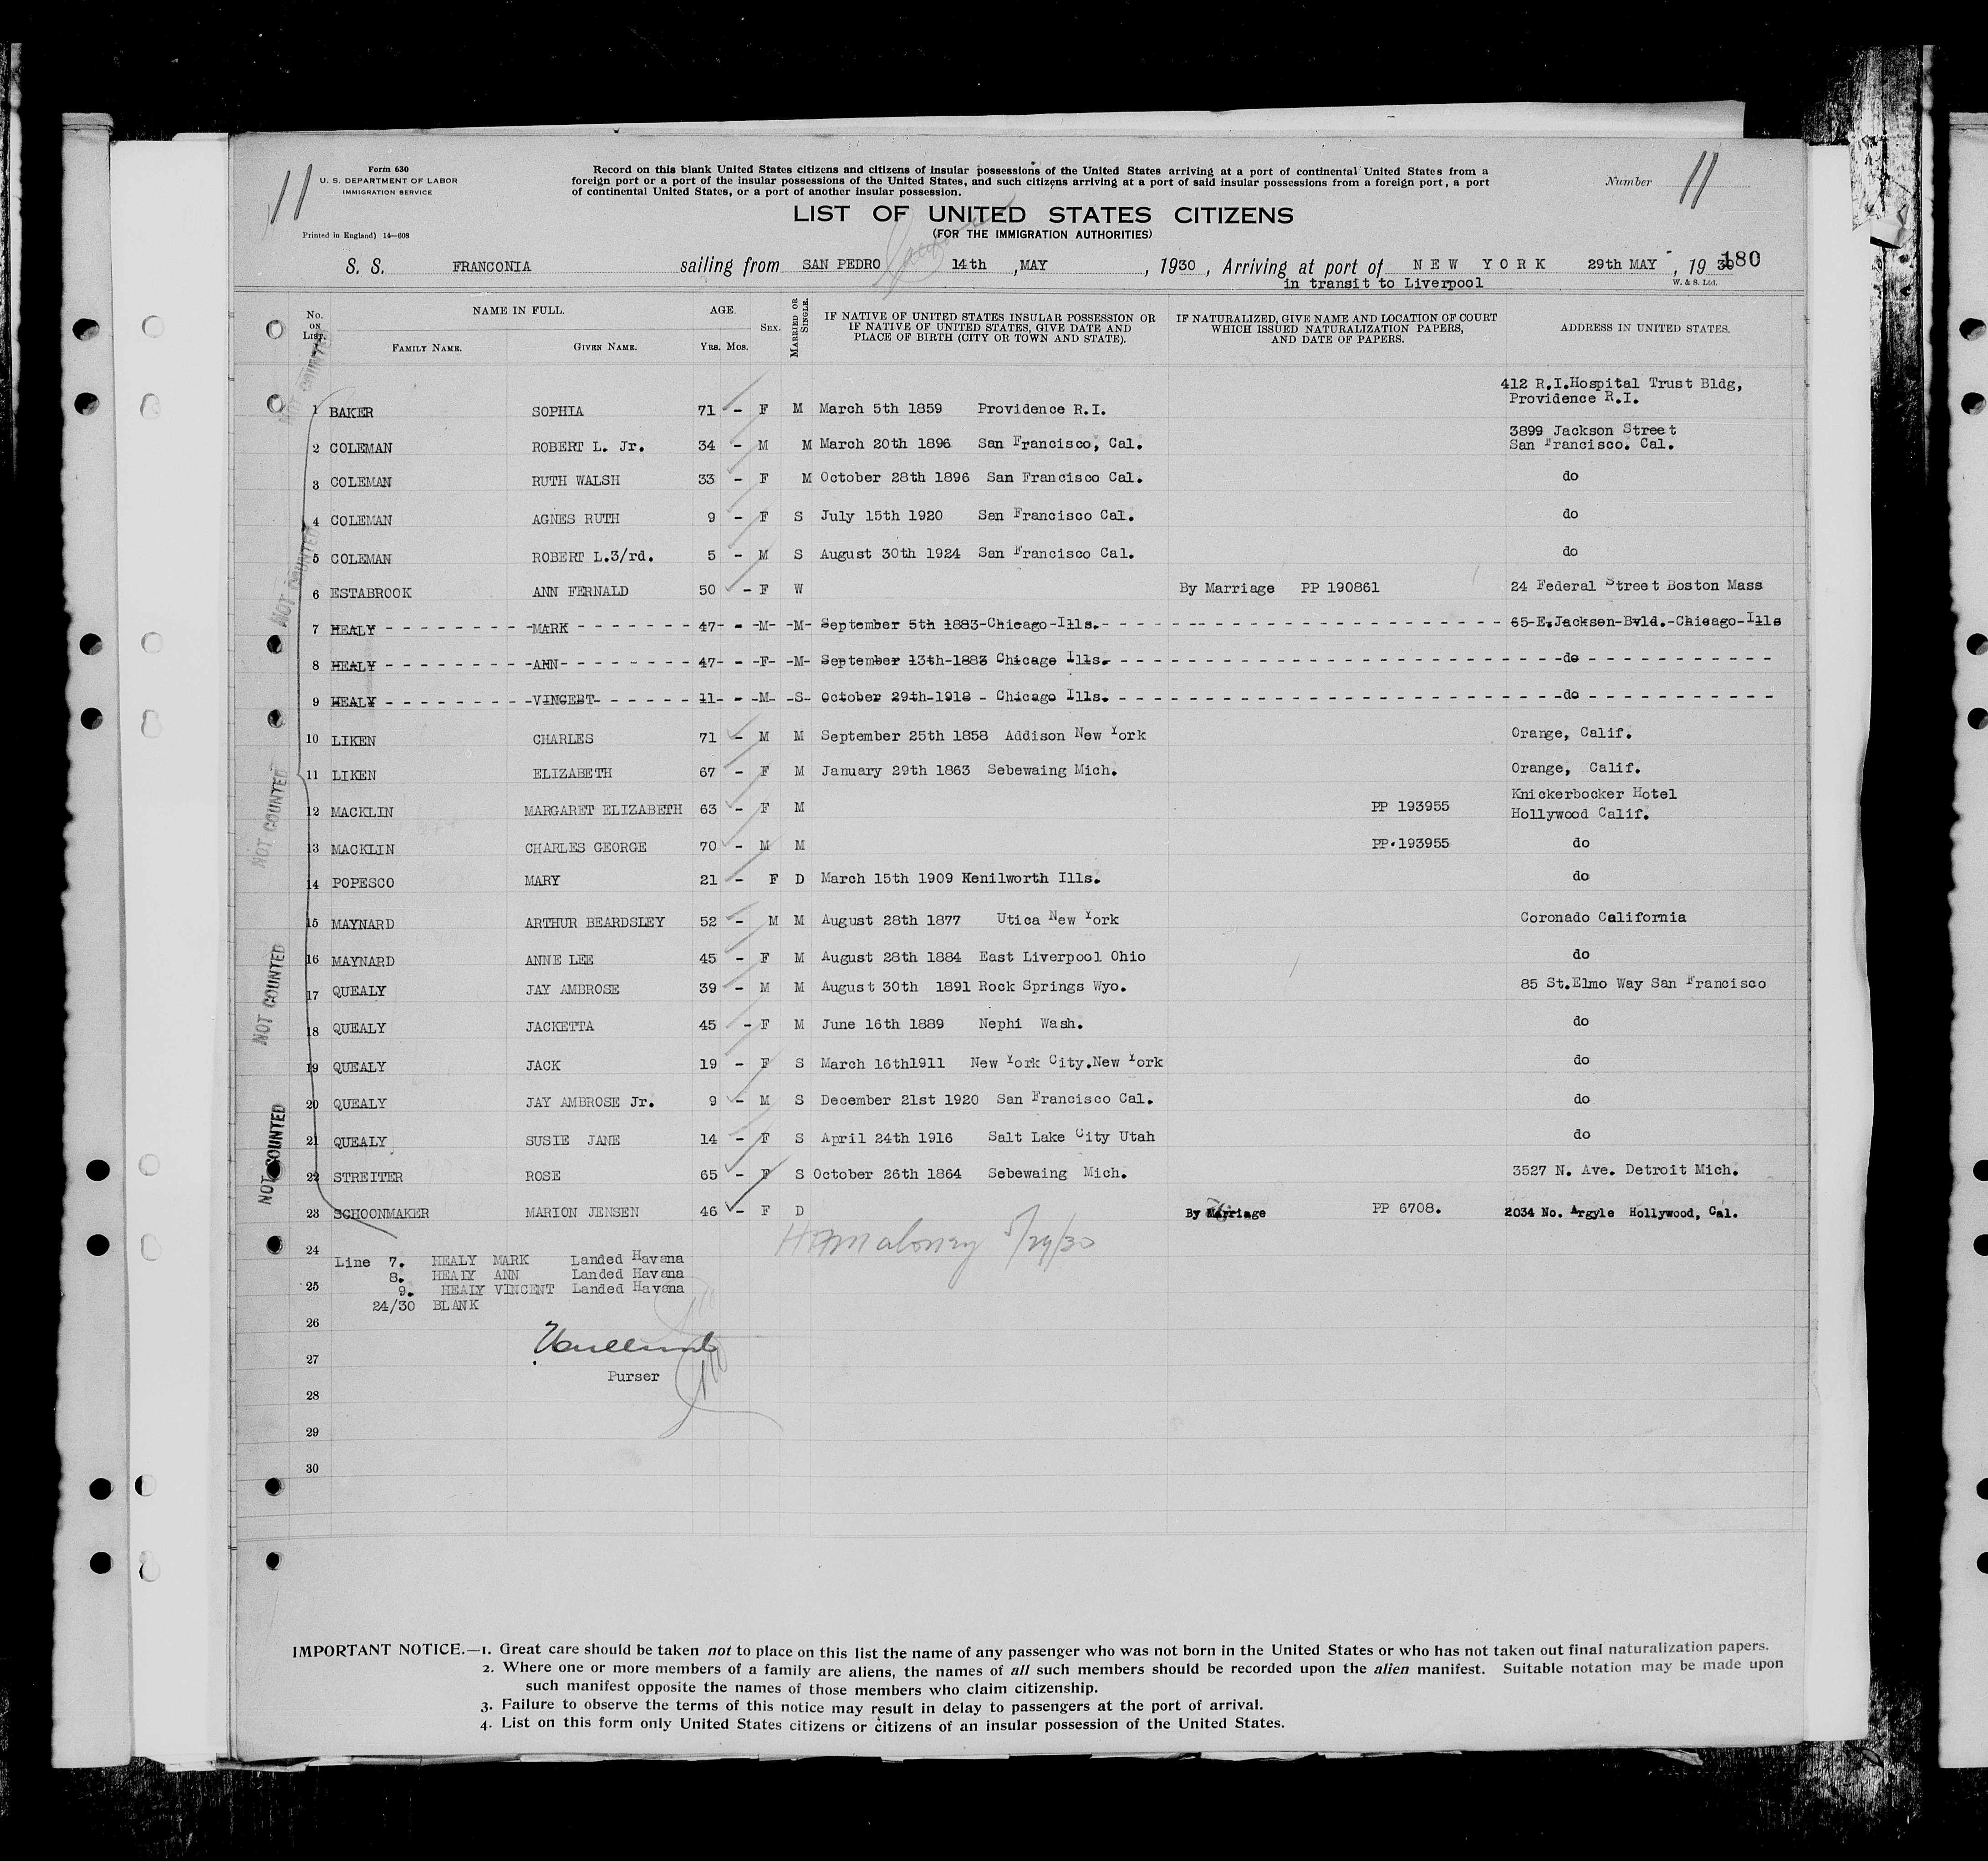 11
Form 630
U. S. DEPARTMENT OF LABOR
IMMIGRATION SERVICE
Printed in England) 14—608
Record on this blank United States citizens and citizens of insular possessions of the United States arriving at a port of continental United States from a
foreign port or a port of the insular possessions of the United States, and such citizens arriving at a port of said insular possessions from a foreign port, a port
of continental United States, or a port of another insular possession.
Number 11
LIST OF UNITED STATES CITIZENS
(FOR THE IMMIGRATION AUTHORITIES)
S. S. FRANCONIA sailing from SAN PEDRO 14th ,MAY , 1930 , Arriving at port of NEW YORK 29th MAY , 19 30 180
in transit to Liverpool
W. & S. Ltd.
No. on List.
NAME IN FULL.
FAMILY NAME. GIVEN NAME.
AGE.
YRS. MOS.
SEX.
MARRIED OR SINGLE.
IF NATIVE OF UNITED STATES INSULAR POSSESSION OR
IF NATIVE OF UNITED STATES, GIVE DATE AND
PLACE OF BIRTH (CITY OR TOWN AND STATE).
IF NATURALIZED, GIVE NAME AND LOCATION OF COURT
WHICH ISSUED NATURALIZATION PAPERS,
AND DATE OF PAPERS.
ADDRESS IN UNITED STATES.
412 R.I.Hospital Trust Bldg,
1 BAKER SOPHIA 71 - F M March 5th 1859 Providence R.I. Providence R.I.
3899 Jackson Street
2 COLEMAN ROBERT L. Jr. 34 - M M March 20th 1896 San Francisco, Cal. San Francisco. Cal.
3 COLEMAN RUTH WALSH 33 - F M October 28th 1896 San Francisco Cal. do
4 COLEMAN AGNES RUTH 9 - F S July 15th 1920 San Francisco Cal. do
5 COLEMAN ROBERT L.3/rd. 5 - M S August 30th 1924 San Francisco Cal. do
6 ESTABROOK ANN FERNALD 50 - F W By Marriage PP 190861 24 Federal Street Boston Mass
7 HEALY MARK 47 - M M September 5th 1883 Chicago Ills. 65 E.Jackson Bvld. Chicago Ills
8 HEALY ANN 47 - F M September 13th 1883 Chicago Ills. do
9 HEALY VINCEBT 11 - M S October 29th 1918 - Chicago Ills. do
10 LIKEN CHARLES 71 - M M September 25th 1858 Addison New York Orange, Calif.
11 LIKEN ELIZABETH 67 - F M January 29th 1863 Sebewaing Mich. Orange, Calif.
Knickerbocker Hotel
12 MACKLIN MARGARET ELIZABETH 63 - F M PP 193955 Hollywood Calif.
13 MACKLIN CHARLES GEORGE 70 - M M PP.193955 do
14 POPESCO MARY 21 - F D March 15th 1909 Kenilworth Ills. do
15 MAYNARD ARTHUR BEARDSLEY 52 - M M August 28th 1877 Utica New York Coronado California
16 MAYNARD ANNE LEE 45 - F M August 28th 1884 East Liverpool Ohio do
17 QUEALY JAY AMBROSE 39 - M M August 30th 1891 Rock Springs Wyo. 85 St.Elmo Way San Francisco
18 QUEALY JACKETTA 45 - F M June 16th 1889 Nephi Wash. do
19 QUEALY JACK 19 - F S March 16th1911 New York City.New York do
20 QUEALY JAY AMBROSE Jr. 9 - M S December 21st 1920 San Francisco Cal. do
21 QUEALY SUSIE JANE 14 - F S April 24th 1916 Salt Lake City Utah do
22 STREITER ROSE 65 - F S October 26th 1864 Sebewaing Mich. 3527 N. Ave. Detroit Mich.
23 SCHOONMAKER MARION JENSEN 46 - F D By Marriage PP 6708. 2034 No. Argyle Hollywood, Cal.
Maloney 5/29/30
24
Line 7. HEALY MARK Landed Havana
8. HEALY ANN Landed Havana
25
9. HEALY VINCENT Landed Havana
24/30 BLANK
26
27
Purser
28
29
30
NOT COUNTED
NOT COUNTED
NOT COUNTED
NOT COUNTED
NOT COUNTED
IMPORTANT NOTICE.—1. Great care should be taken not to place on this list the name of any passenger who was not born in the United States or who has not taken out final naturalization papers.
2. Where one or more members of a family are aliens, the names of all such members should be recorded upon the alien manifest. Suitable notation may be made upon
such manifest opposite the names of those members who claim citizenship.
3. Failure to observe the terms of this notice may result in delay to passengers at the port of arrival.
4. List on this form only United States citizens or citizens of an insular possession of the United States.